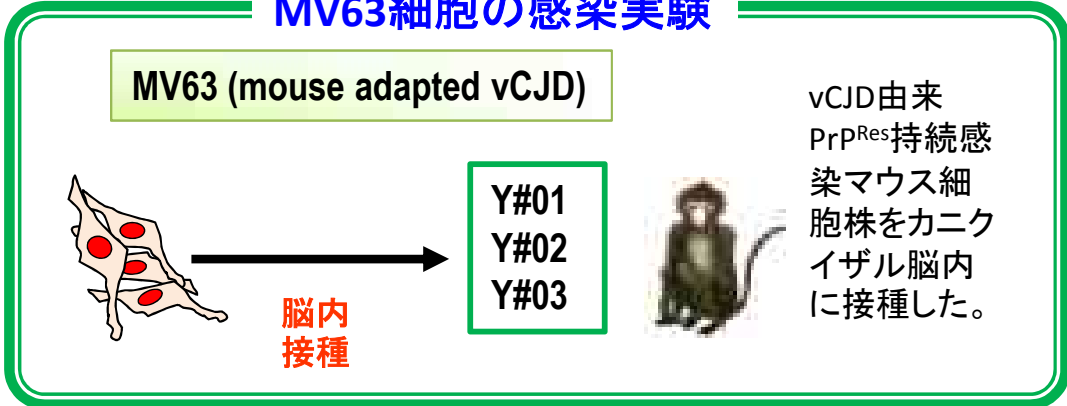 MV63細胞の感染実験
MV63 (mouse adapted vCJD)
脳内
接種
Y#01
Y#02
Y#03
vCJD由来
PrPRes持続感
染マウス細
胞株をカニク
イザル脳内
に接種した。